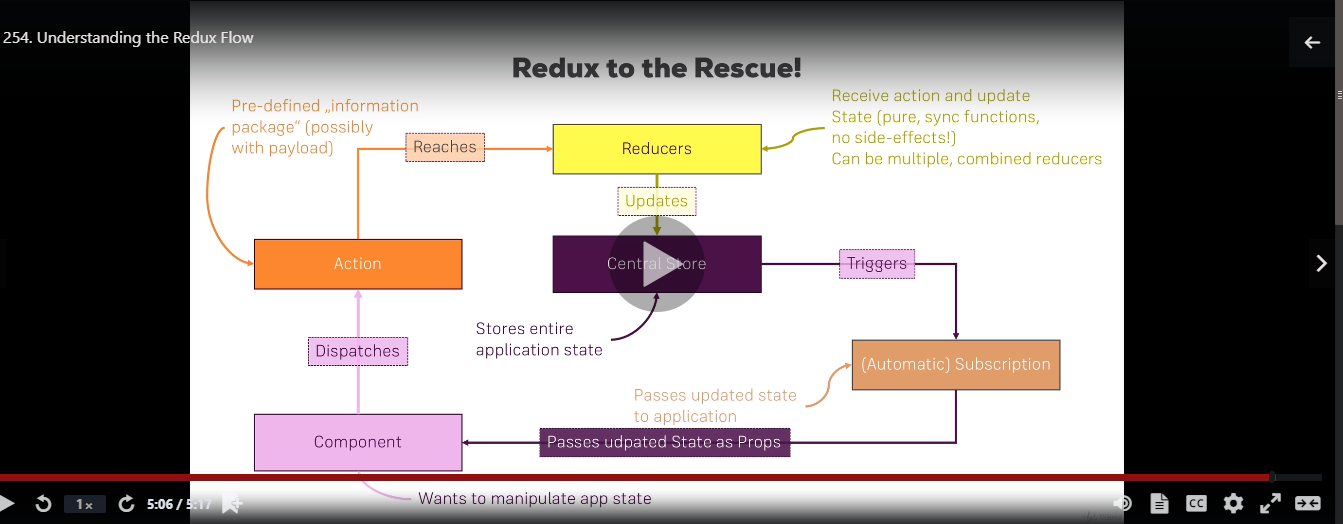 254. Understanding the Redux Flow
Redux to the Rescue!
Pre-defined „information
package“ (possibly
with payload)
Reaches
Reducers
Receive action and update
State (pure, sync functions,
no side-effects!)
Can be multiple, combined reducers
Updates
Action
Central Store
Triggers
Stores entire
application state
Dispatches
(Automatic) Subscription
Passes updated state
to application
Component
Passes udpated State as Props
Wants to manipulate app state
1x
5:06 / 5:17
CC